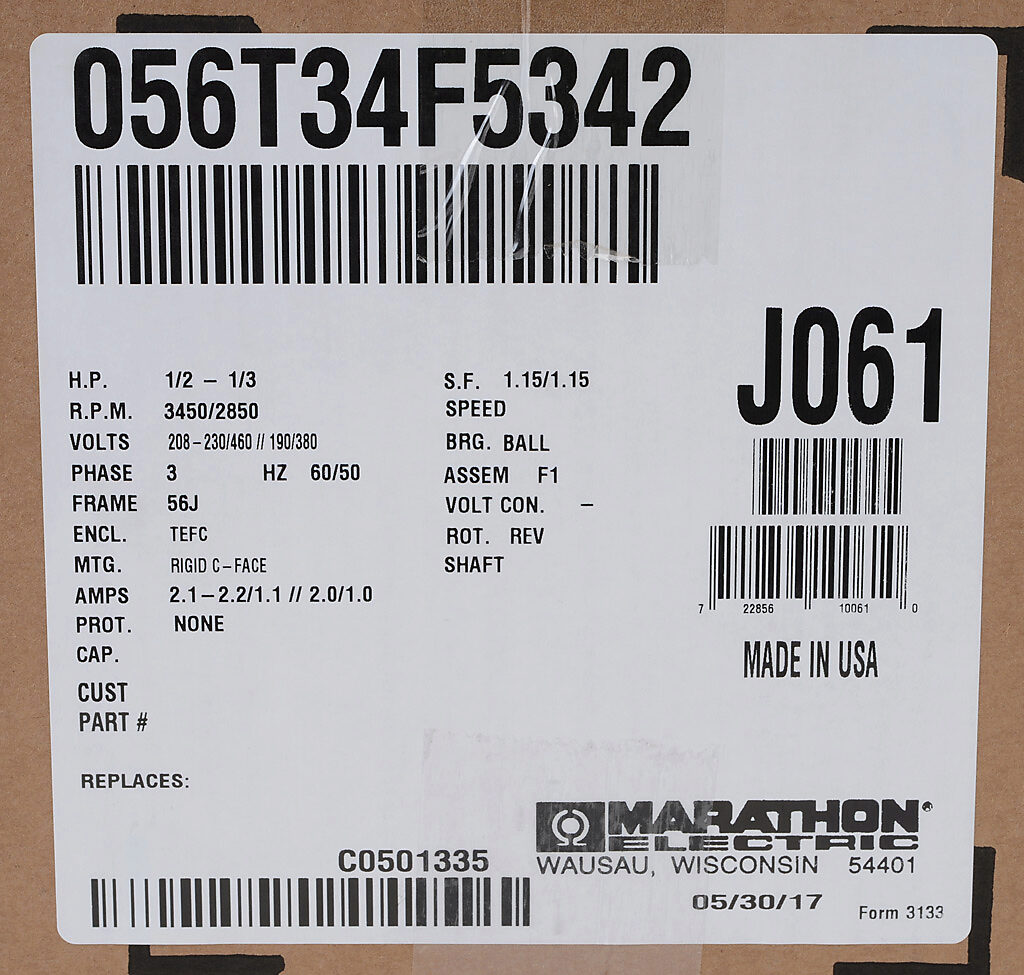 056T34F5342
J061
H.P. 1/2 – 1/3 S.F. 1.15/1.15
R.P.M. 3450/2850 SPEED
VOLTS 208–230/460 // 190/380 BRG. BALL
PHASE 3 HZ 60/50 ASSEM F1
FRAME 56J VOLT CON. –
ENCL. TEFC ROT. REV
MTG. RIGID C–FACE SHAFT
AMPS 2.1–2.2/1.1 // 2.0/1.0
PROT. NONE
CAP.
CUST
PART #
7 22856 10061 0
MADE IN USA
REPLACES:
MARATHON®
ELECTRIC
WAUSAU, WISCONSIN 54401
C0501335
05/30/17
Form 3133